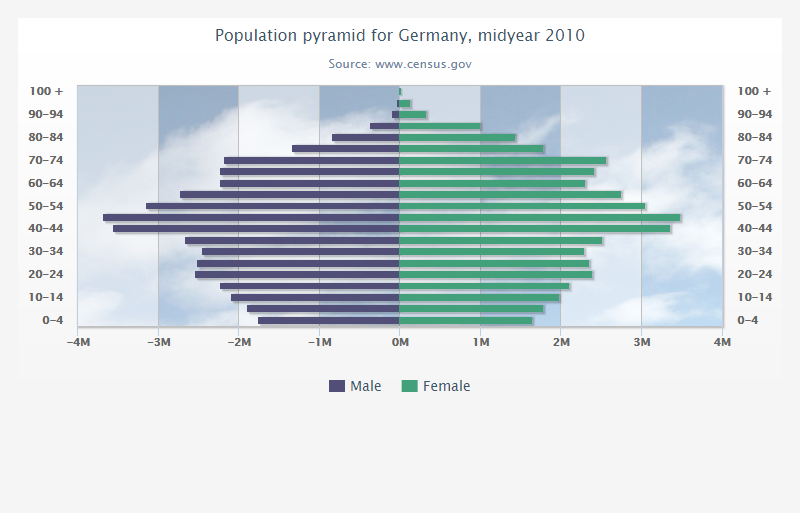 Population pyramid for Germany, midyear 2010
Source: www.census.gov
100 + 100 +
90–94 90–94
80–84 80–84
70–74 70–74
60–64 60–64
50–54 50–54
40–44 40–44
30–34 30–34
20–24 20–24
10–14 10–14
0–4 0–4
−4M −3M −2M −1M 0M 1M 2M 3M 4M
Male Female